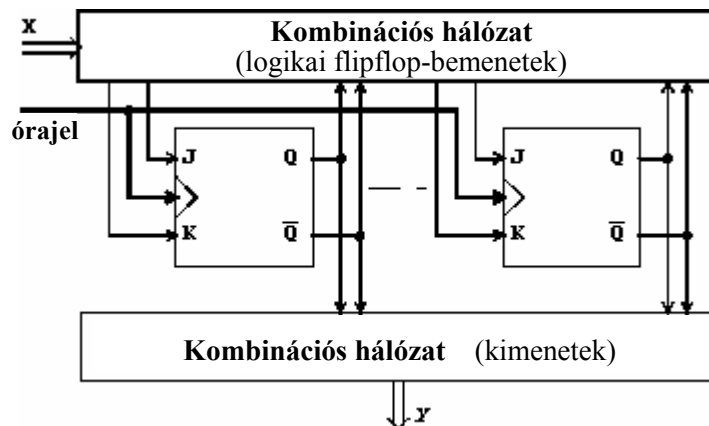 X
Kombinációs hálózat
(logikai flipflop-bemenetek)
órajel
J Q
K Q̅
J Q
K Q̅
Kombinációs hálózat (kimenetek)
Y